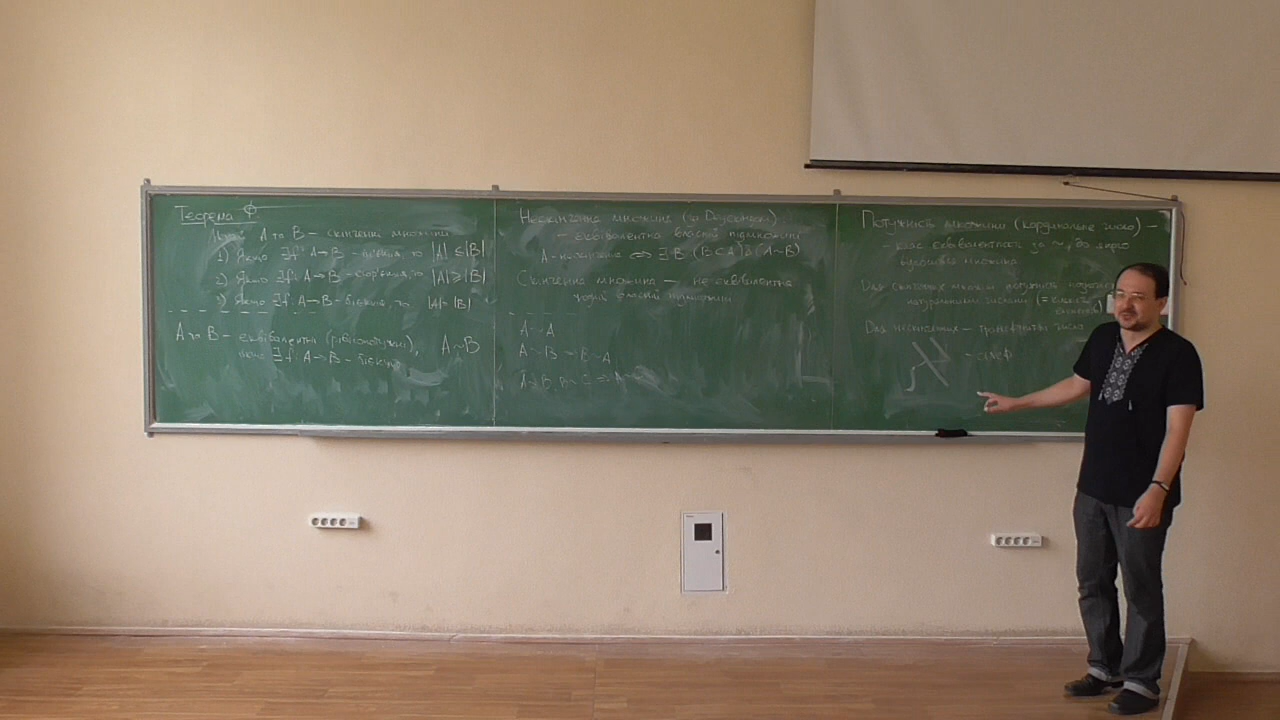 Теорема Ф
Нехай A та B – скінченні множини
1) Якщо ∃f: A→B – ін'єкція, то |A| ≤ |B|
2) Якщо ∃f: A→B – сюр'єкція, то |A| ≥ |B|
3) Якщо ∃f: A→B – бієкція, то |A| = |B|
A та B – еквівалентні (рівнопотужні), A~B
якщо ∃f: A→B – бієкція
Нескінченна множина (за Дедекіндом)
– еквівалентна власній підмножині
A – нескінченна ⇔ ∃B (B⊂A)&(A~B)
Скінченна множина – не еквівалентна
жодній власній підмножині
A~A
A~B B~A
A~B, B~C ⇒ A~
Потужність множини (кардинальне число) –
– клас еквівалентності за ~, до якого
множина
Для скінченних множин потужність
натуральними числами (= кількість
елементів)
Для нескінченних – трансфінітні числа
ℵ – алеф